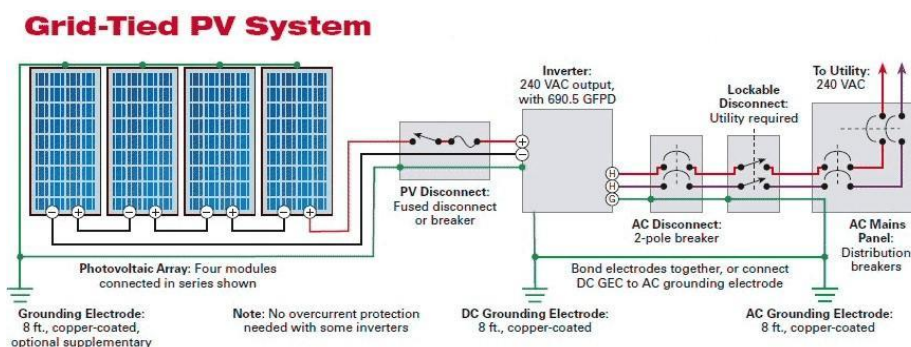 Grid-Tied PV System
Inverter:
240 VAC output,
with 690.5 GFPD
To Utility:
240 VAC
Lockable
Disconnect:
Utility required
+
−
H
H
G
PV Disconnect:
Fused disconnect
or breaker
− + − + − + − +
AC Disconnect:
2-pole breaker
AC Mains
Panel:
Distribution
breakers
Photovoltaic Array: Four modules
connected in series shown
Bond electrodes together, or connect
DC GEC to AC grounding electrode
Grounding Electrode:
8 ft., copper-coated,
optional supplementary
Note: No overcurrent protection
needed with some inverters
DC Grounding Electrode:
8 ft., copper-coated
AC Grounding Electrode:
8 ft., copper-coated